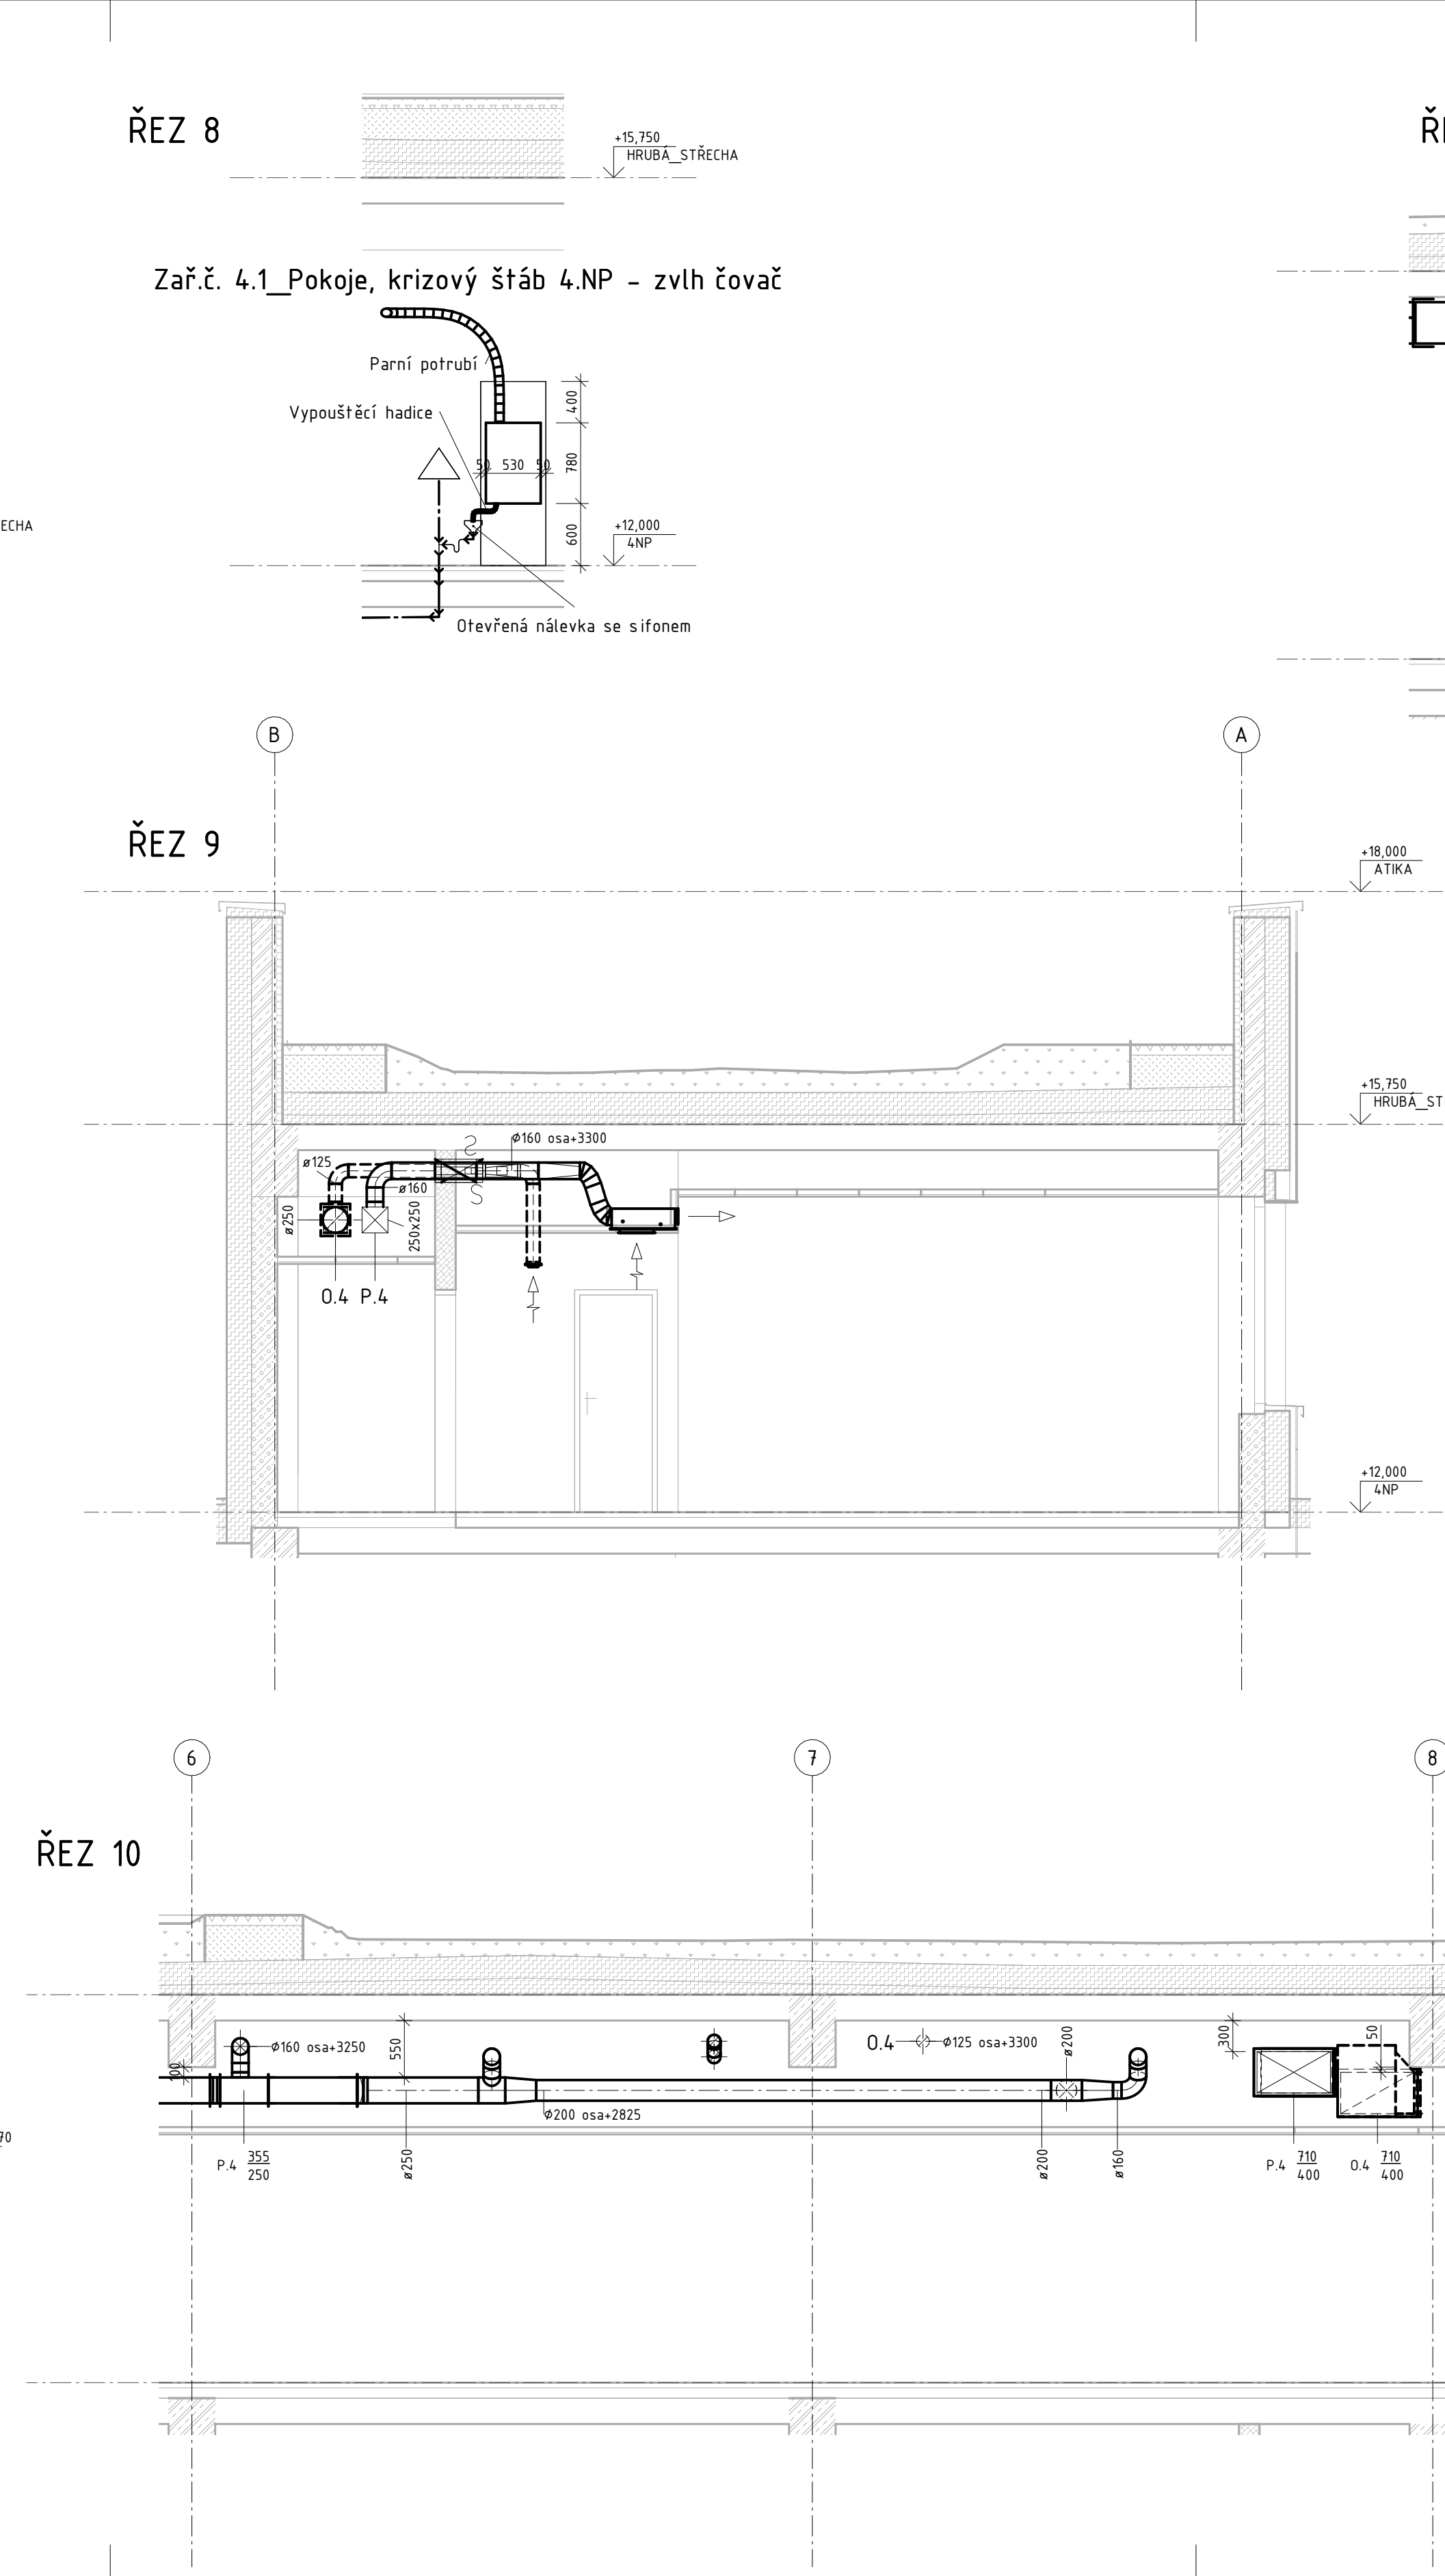 ŘEZ 8
+15,750
HRUBÁ_STŘECHA
Zař.č. 4.1_Pokoje, krizový štáb 4.NP - zvlh čovač
Parní potrubí
Vypouštěcí hadice
400
50 530 50
780
600
+12,000
4NP
Otevřená nálevka se sifonem
ECHA
B
A
ŘEZ 9
+18,000
ATIKA
+15,750
HRUBÁ_ST
ø160 osa+3300
ø125
ø160
ø250
250x250
O.4 P.4
+12,000
4NP
6
7
8
ŘEZ 10
ø160 osa+3250
100
550
O.4
ø125 osa+3300
ø200
300
50
ø200 osa+2825
70
P.4 355
250
ø250
ø200
ø160
P.4 710
400
O.4 710
400